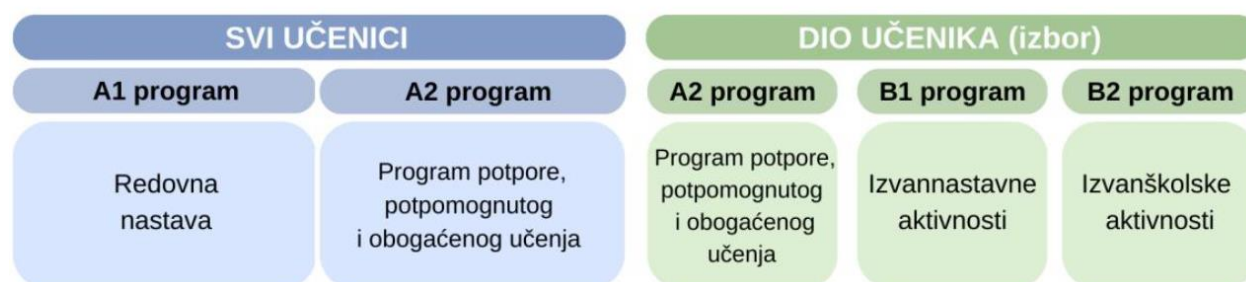 SVI UČENICI
DIO UČENIKA (izbor)
A1 program
A2 program
A2 program
B1 program
B2 program
Redovna
nastava
Program potpore,
potpomognutog
i obogaćenog učenja
Program potpore,
potpomognutog
i obogaćenog
učenja
Izvannastavne
aktivnosti
Izvanškolske
aktivnosti